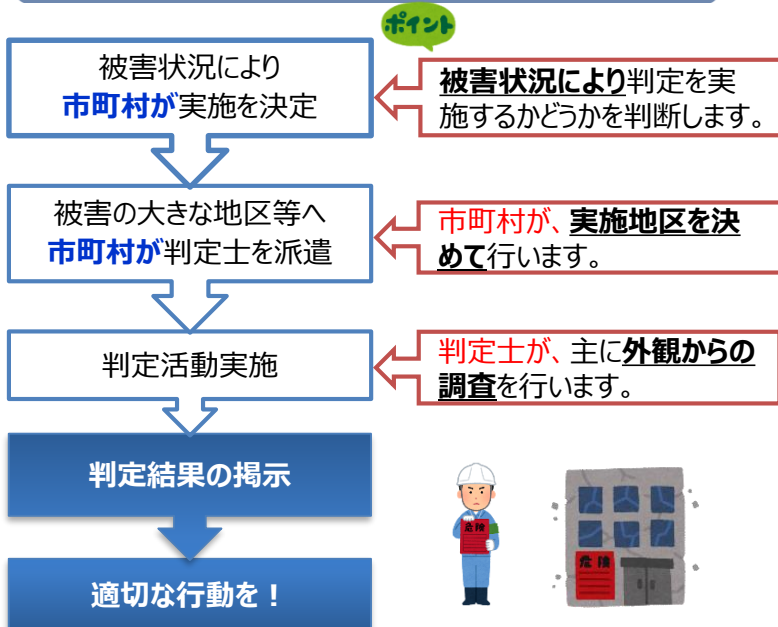 ポイント
被害状況により
市町村が実施を決定
被害状況により判定を実
施するかどうかを判断します。
被害の大きな地区等へ
市町村が判定士を派遣
市町村が、実施地区を決
めて行います。
判定活動実施
判定士が、主に外観からの
調査を行います。
判定結果の掲示
適切な行動を！
危険
危険